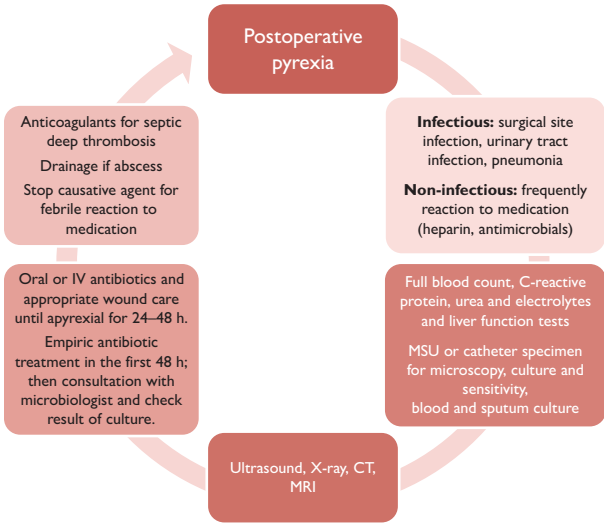 Postoperative
pyrexia
Infectious: surgical site
infection, urinary tract
infection, pneumonia
Non-infectious: frequently
reaction to medication
(heparin, antimicrobials)
Full blood count, C-reactive
protein, urea and electrolytes
and liver function tests
MSU or catheter specimen
for microscopy, culture and
sensitivity,
blood and sputum culture
Ultrasound, X-ray, CT,
MRI
Oral or IV antibiotics and
appropriate wound care
until apyrexial for 24–48 h.
Empiric antibiotic
treatment in the first 48 h;
then consultation with
microbiologist and check
result of culture.
Anticoagulants for septic
deep thrombosis
Drainage if abscess
Stop causative agent for
febrile reaction to
medication